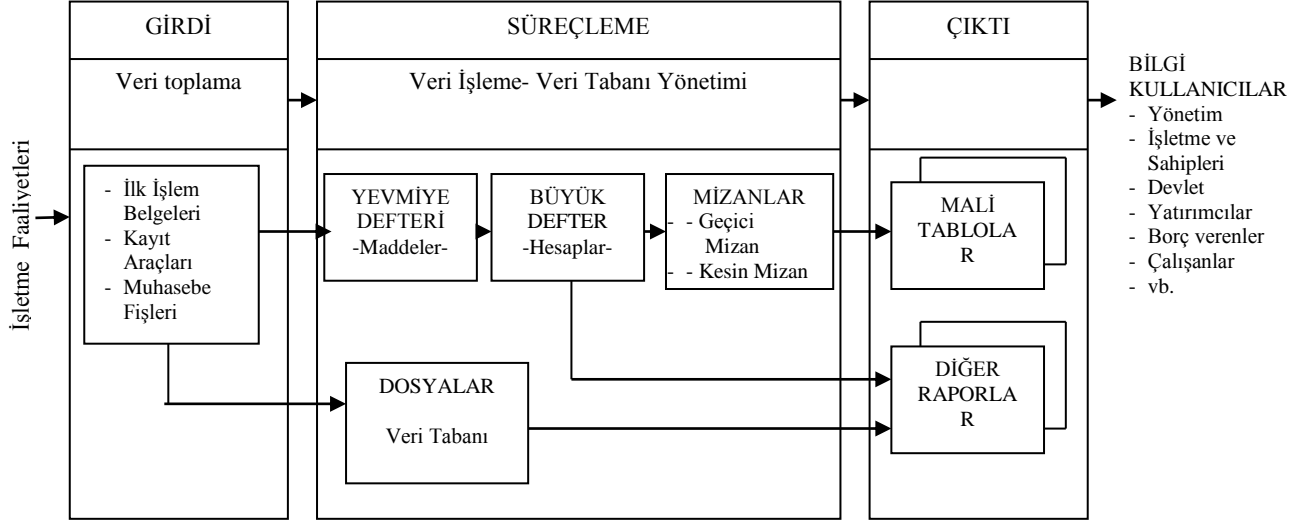 GİRDİ
SÜREÇLEME
ÇIKTI
Veri toplama
Veri İşleme- Veri Tabanı Yönetimi
İşletme Faaliyetleri
- İlk İşlem
Belgeleri
- Kayıt
Araçları
- Muhasebe
Fişleri
YEVMİYE
DEFTERİ
-Maddeler-
BÜYÜK
DEFTER
-Hesaplar-
MİZANLAR
- - Geçici
Mizan
- - Kesin Mizan
MALİ
TABLOLA
R
DOSYALAR
Veri Tabanı
DİĞER
RAPORLA
R
BİLGİ
KULLANICILAR
- Yönetim
- İşletme ve
Sahipleri
- Devlet
- Yatırımcılar
- Borç verenler
- Çalışanlar
- vb.